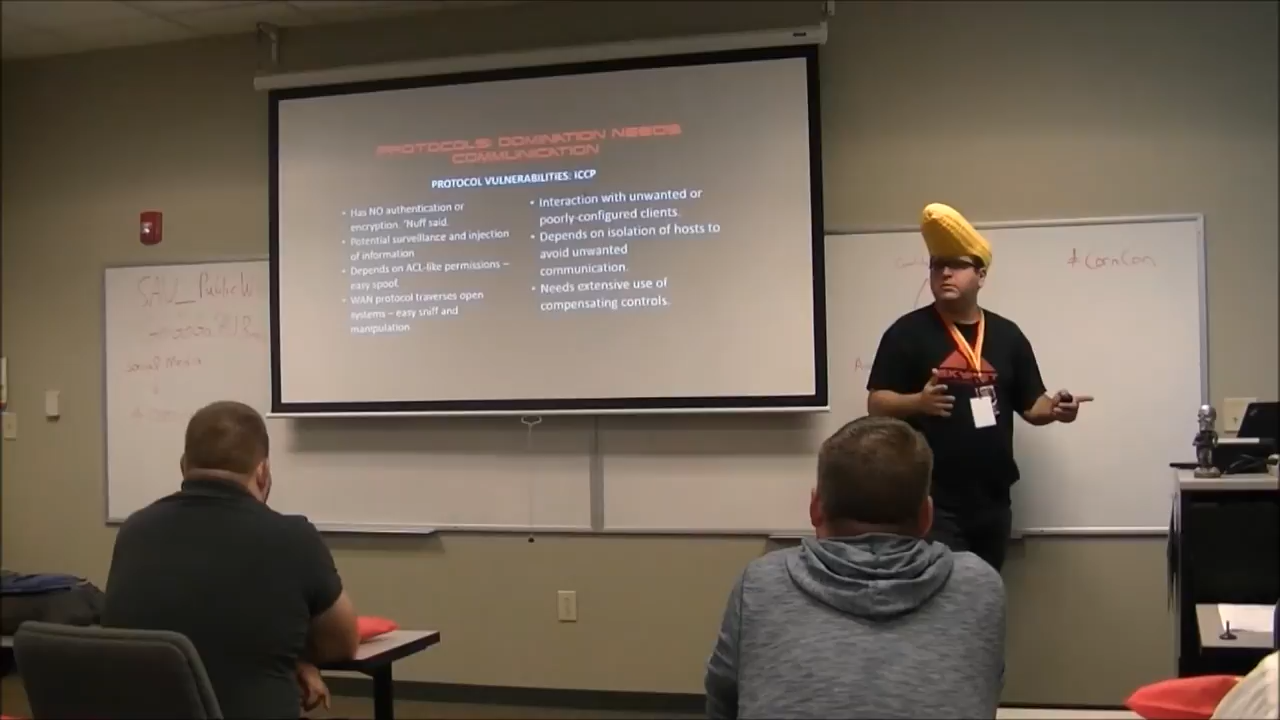 PROTOCOLS: DOMINATION NEEDS
COMMUNICATION
PROTOCOL VULNERABILITIES: ICCP
• Has NO authentication or
encryption. 'Nuff said.
• Potential surveillance and injection
of information
• Depends on ACL-like permissions –
easy spoof.
• WAN protocol traverses open
systems – easy sniff and
manipulation
• Interaction with unwanted or
poorly-configured clients.
• Depends on isolation of hosts to
avoid unwanted
communication.
• Needs extensive use of
compensating controls.
SAU_PublicW
Social Media
#CornCon